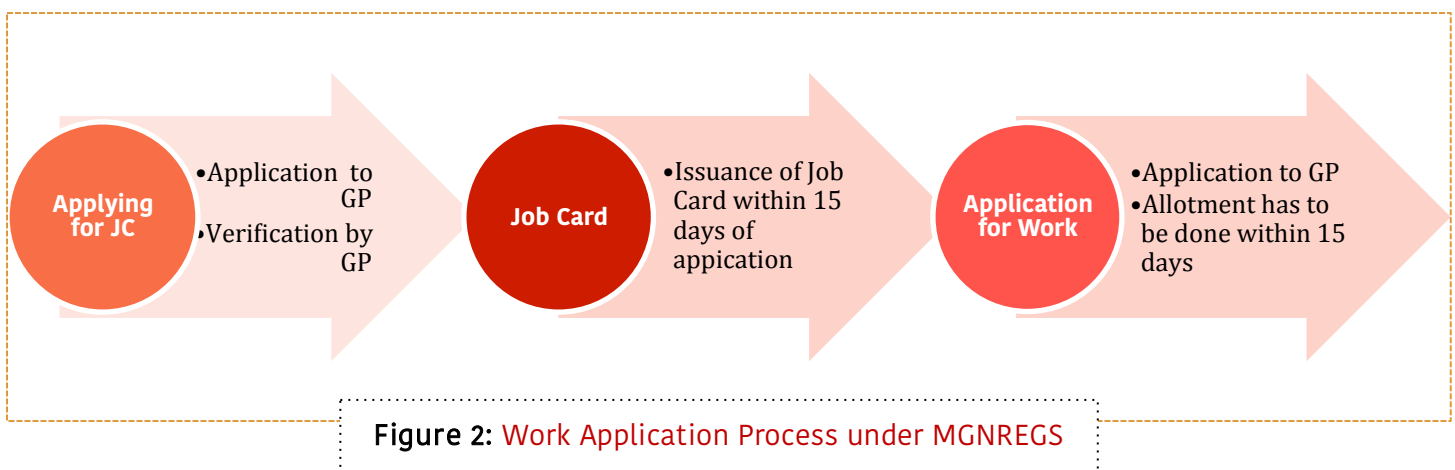 Applying
for JC
•Application to
GP
•Verification by
GP
Job Card
•Issuance of Job
Card within 15
days of
appication
Application
for Work
•Application to GP
•Allotment has to
be done within 15
days
Figure 2: Work Application Process under MGNREGS